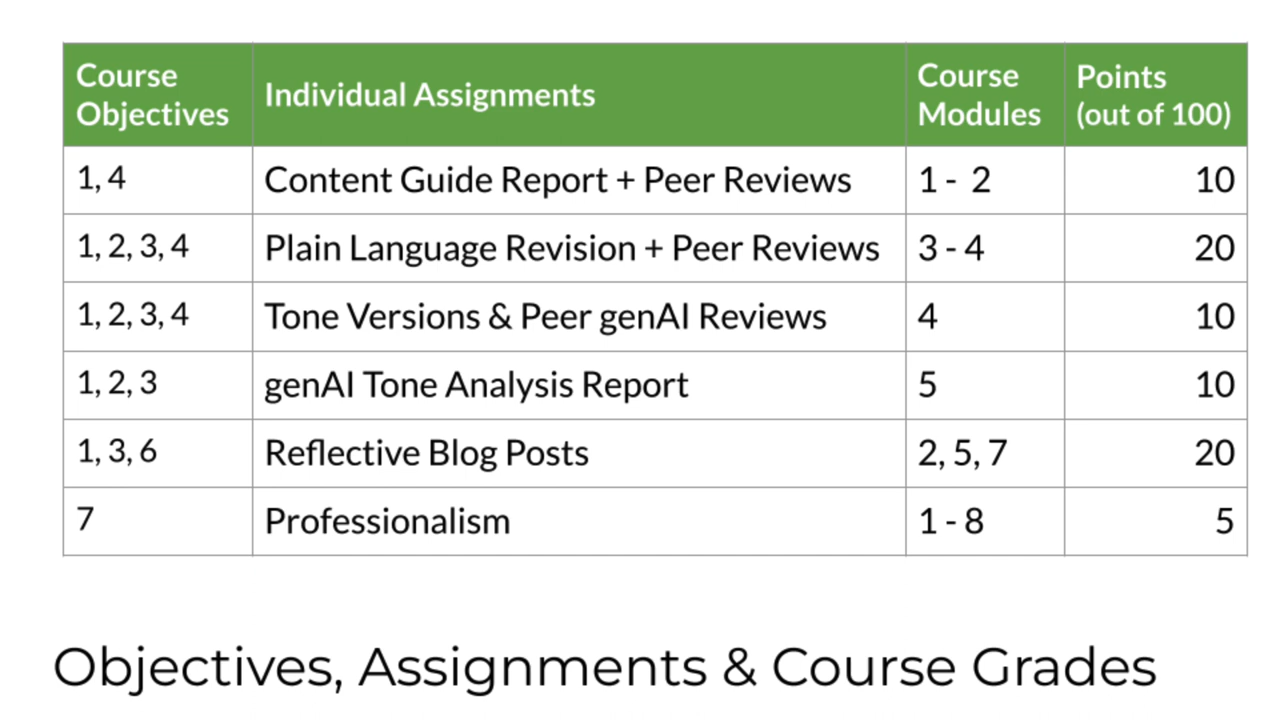 Course Objectives | Individual Assignments | Course Modules | Points (out of 100)
1, 4 | Content Guide Report + Peer Reviews | 1 - 2 | 10
1, 2, 3, 4 | Plain Language Revision + Peer Reviews | 3 - 4 | 20
1, 2, 3, 4 | Tone Versions & Peer genAI Reviews | 4 | 10
1, 2, 3 | genAI Tone Analysis Report | 5 | 10
1, 3, 6 | Reflective Blog Posts | 2, 5, 7 | 20
7 | Professionalism | 1 - 8 | 5
Objectives, Assignments & Course Grades